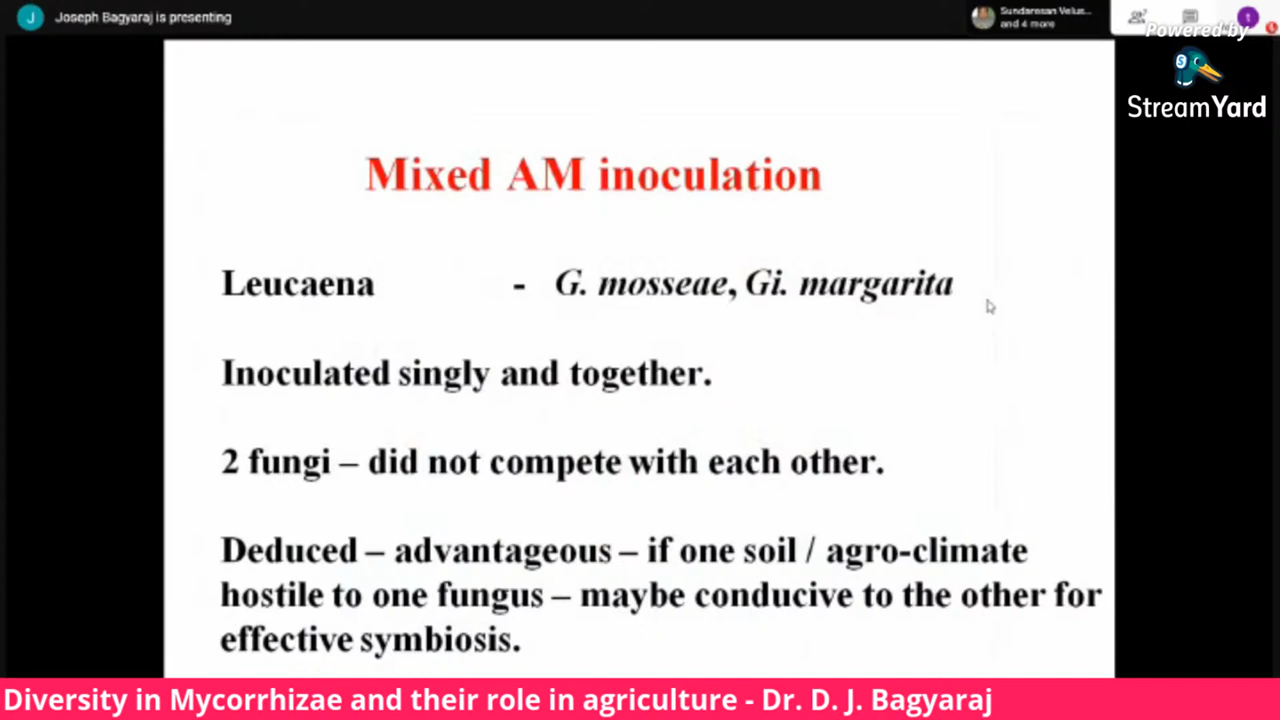 J
Joseph Bagyaraj is presenting
Sundaresan Velus...
and 4 more
t
Powered by
S
StreamYard
Mixed AM inoculation
Leucaena - G. mosseae, Gi. margarita
Inoculated singly and together.
2 fungi – did not compete with each other.
Deduced – advantageous – if one soil / agro-climate
hostile to one fungus – maybe conducive to the other for
effective symbiosis.
Diversity in Mycorrhizae and their role in agriculture - Dr. D. J. Bagyaraj